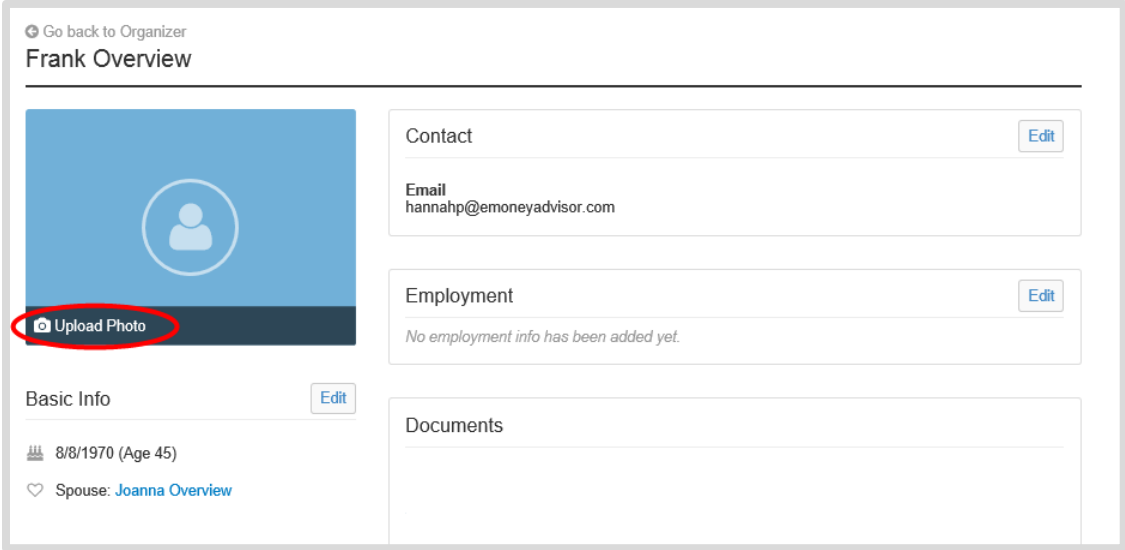 Go back to Organizer
Frank Overview
Upload Photo
Basic Info
Edit
8/8/1970 (Age 45)
Spouse: Joanna Overview
Contact
Edit
Email
hannahp@emoneyadvisor.com
Employment
Edit
No employment info has been added yet.
Documents